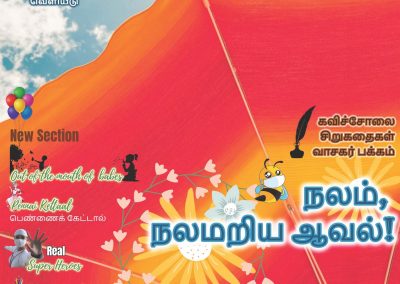 வெளியீடு
கவிச்சோலை
சிறுகதைகள்
வாசகர் பக்கம்
New Section
Out of the mouth of babes
Pennai Kettaal
பெண்ணைக் கேட்டால்
நலம்,
நலமறிய ஆவல்!
Real
Super Heroes